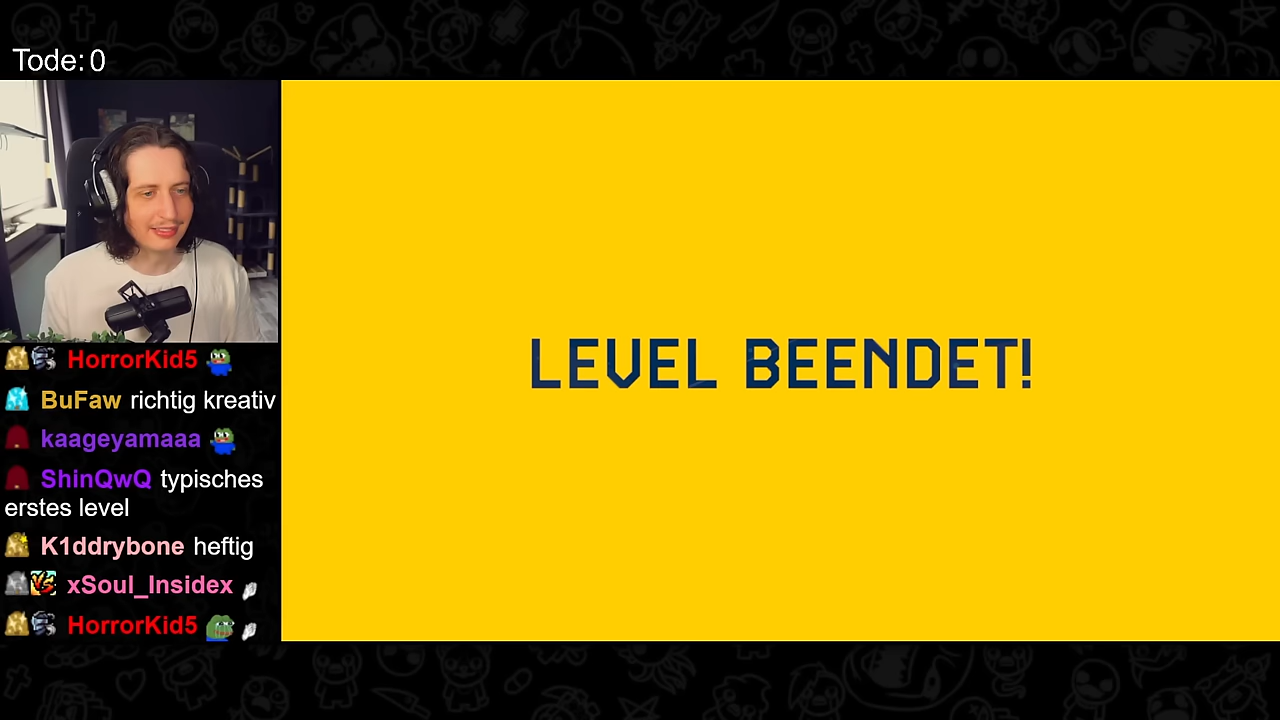 Tode: 0
LEVEL BEENDET!
HorrorKid5
BuFaw richtig kreativ
kaageyamaaa
ShinQwQ typisches
erstes level
K1ddrybone heftig
xSoul_Insidex
HorrorKid5